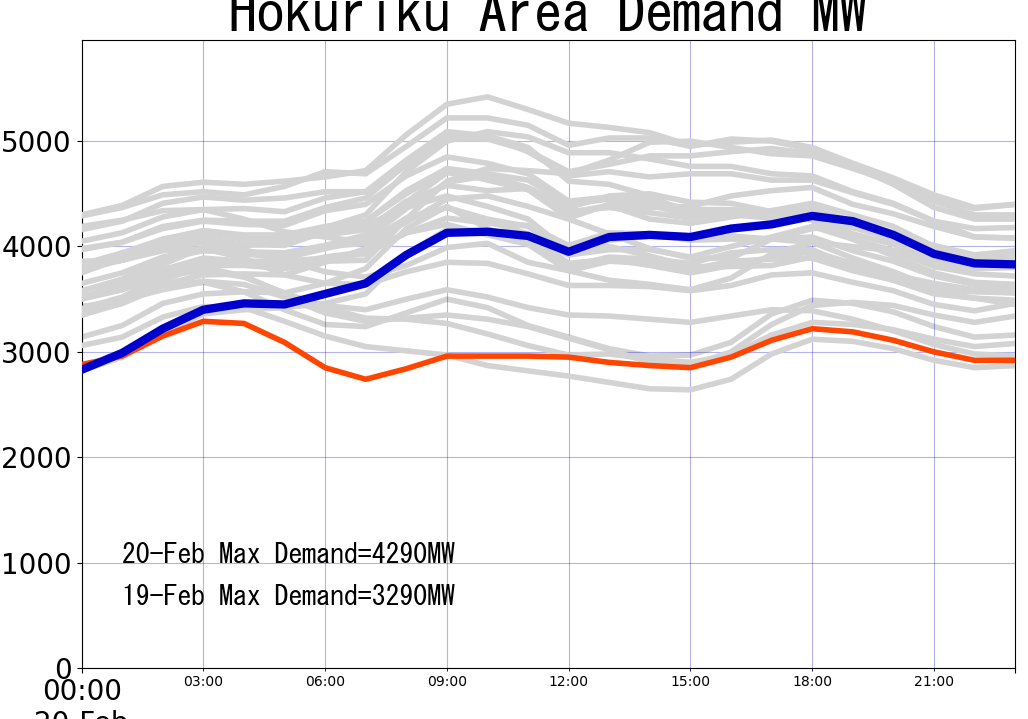 Hokuriku Area Demand MW
5000
4000
3000
2000
1000
0
20-Feb Max Demand=4290MW
19-Feb Max Demand=3290MW
00:00 03:00 06:00 09:00 12:00 15:00 18:00 21:00
20-Feb